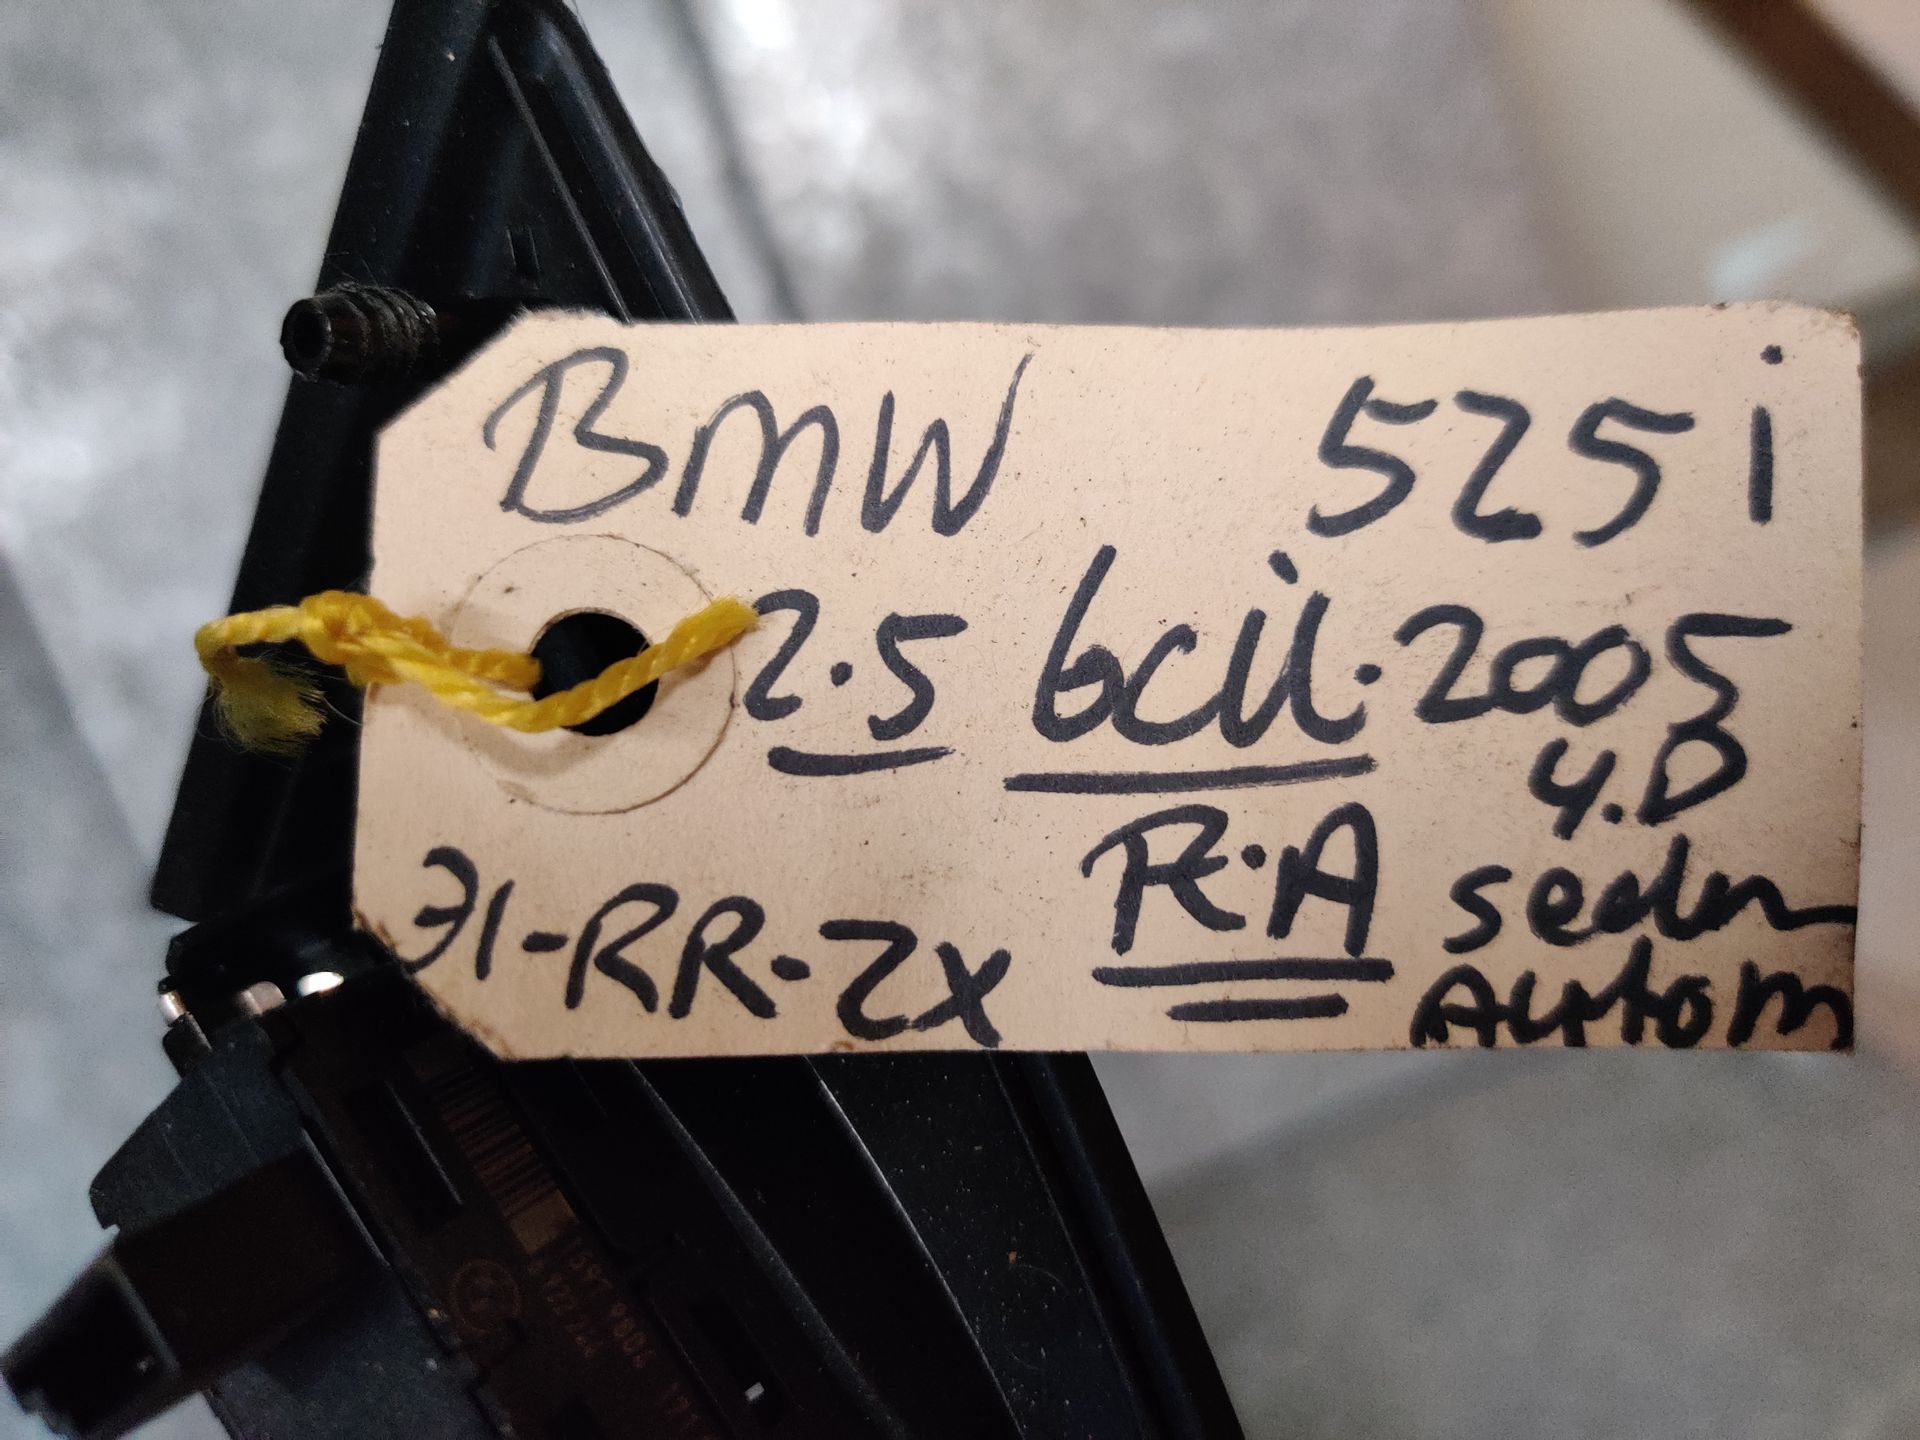 BMW 525i
2.5 6cil. 2005
4.D
R.A sedan
31-RR-ZX Autom